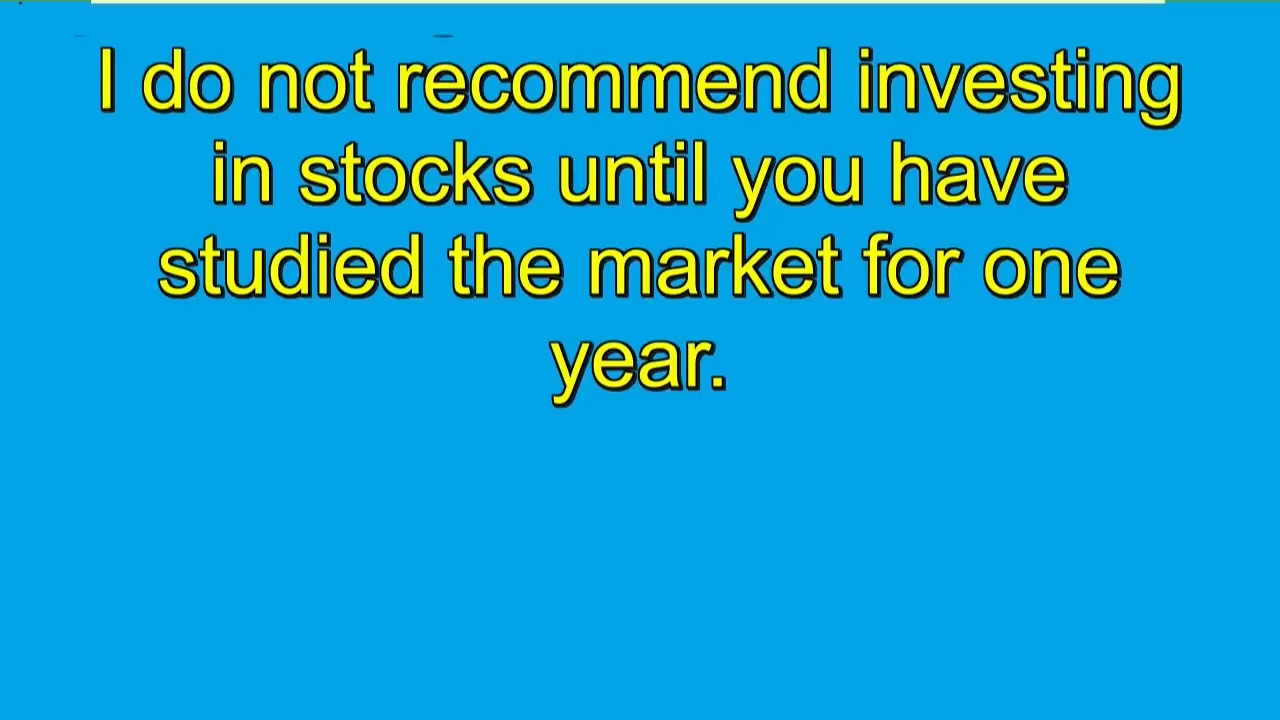 I do not recommend investing
in stocks until you have
studied the market for one
year.